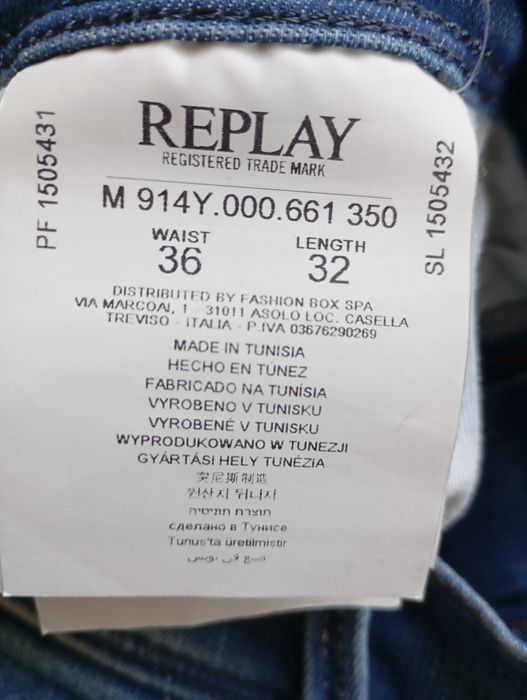 REPLAY
REGISTERED TRADE MARK
M 914Y.000.661 350
WAIST
36
LENGTH
32
PF 1505431
SL 1505432
DISTRIBUTED BY FASHION BOX SPA
VIA MARCOAI, 1 - 31011 ASOLO LOC. CASELLA
TREVISO - ITALIA - P.IVA 03676290269
MADE IN TUNISIA
HECHO EN TÚNEZ
FABRICADO NA TUNÍSIA
VYROBENO V TUNISKU
VYROBENÉ V TUNISKU
WYPRODUKOWANO W TUNEZJI
GYÁRTÁSI HELY TUNÉZIA
突尼斯制造
원산지 튀니지
תוצרת תוניסיה
сделано в Тунисе
Tunus'ta üretilmistir
صنع في تونس